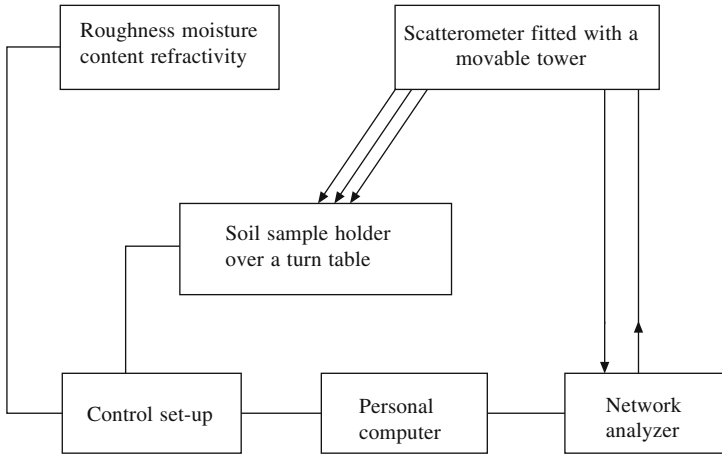 Roughness moisture
content refractivity
Scatterometer fitted with a
movable tower
Soil sample holder
over a turn table
Control set-up
Personal
computer
Network
analyzer